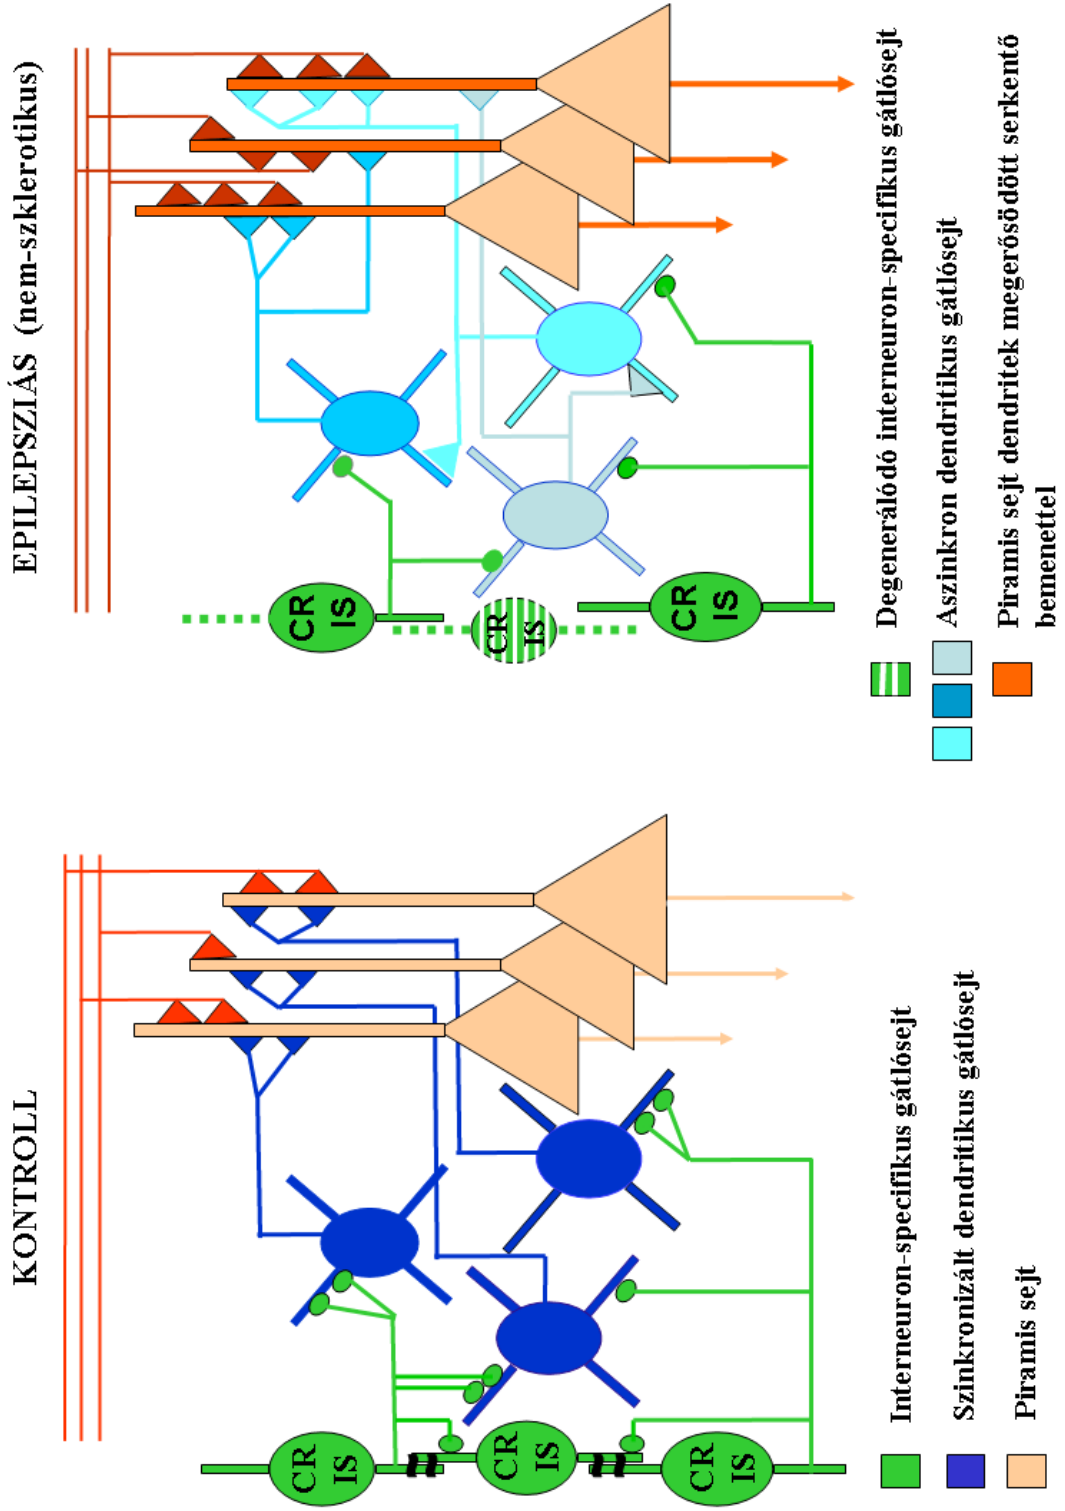 KONTROLL
CR
IS
CR
IS
CR
IS
Interneuron-specifikus gátlósejt
Szinkronizált dendritikus gátlósejt
Piramis sejt
EPILEPSZIÁS (nem-szklerotikus)
CR
IS
CR
IS
CR
IS
Degenerálódó interneuron-specifikus gátlósejt
Aszinkron dendritikus gátlósejt
Piramis sejt dendritek megerősödött serkentő
bemenettel